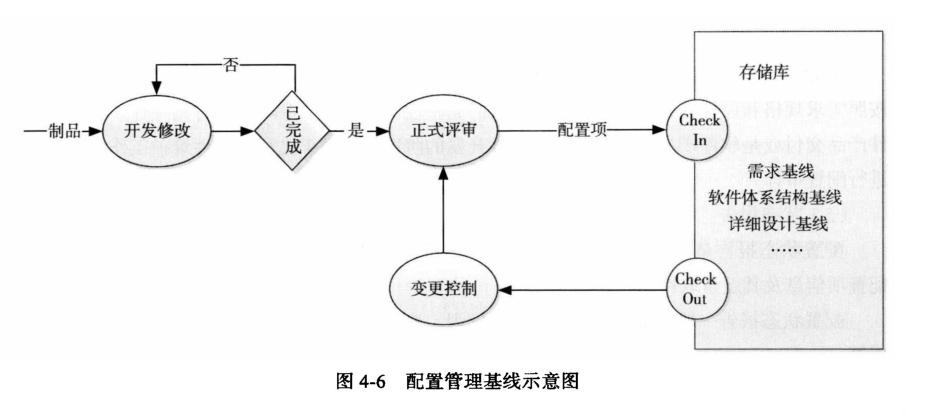 否
制品
开发修改
已完成
是
正式评审
配置项
Check
In
存储库
需求基线
软件体系结构基线
详细设计基线
……
变更控制
Check
Out
图 4-6 配置管理基线示意图